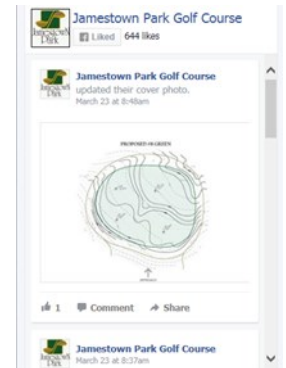 Jamestown Park Golf Course
Liked 644 likes
Jamestown Park Golf Course
updated their cover photo.
March 23 at 8:48am
PROPOSED #8 GREEN
1 Comment Share
Jamestown Park Golf Course
March 23 at 8:37am